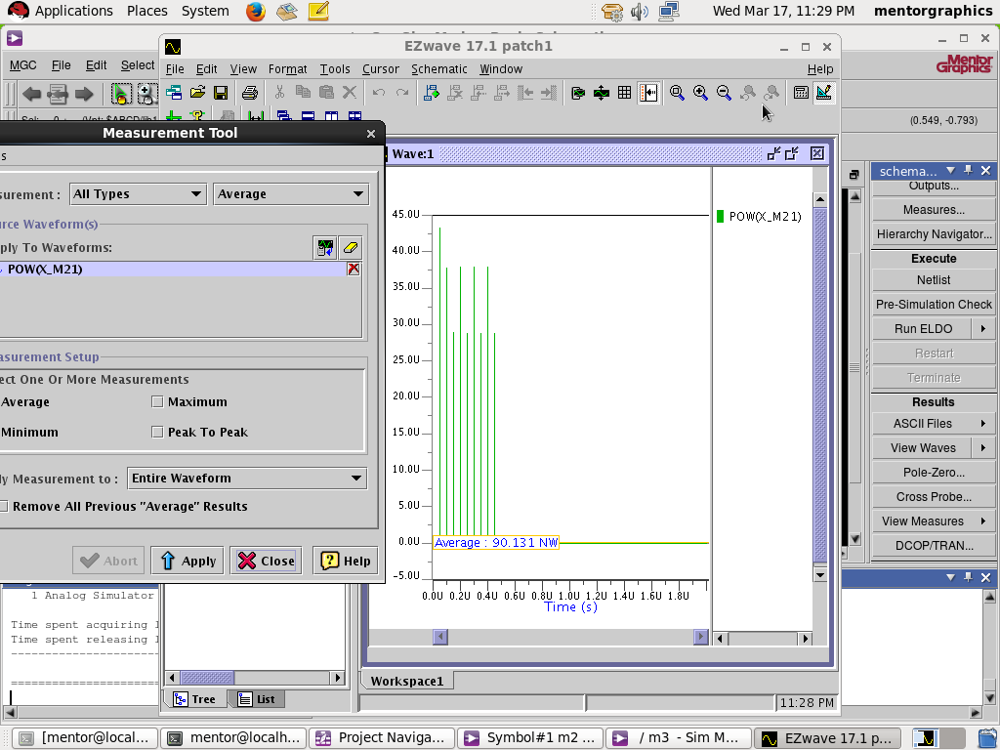 Applications Places System Wed Mar 17, 11:29 PM mentorgraphics
EZwave 17.1 patch1
MGC File Edit Select
File Edit View Format Tools Cursor Schematic Window Help
Mentor Graphics
(0.549, -0.793)
Measurement Tool
s
urement : All Types Average
urce Waveform(s)
ply To Waveforms:
POW(X_M21)
asurement Setup
ect One Or More Measurements
Average Maximum
Minimum Peak To Peak
ly Measurement to : Entire Waveform
Remove All Previous "Average" Results
Abort Apply Close Help
Wave:1
45.0U
40.0U
35.0U
30.0U
25.0U
20.0U
15.0U
10.0U
5.0U
0.0U
-5.0U
Average : 90.131 NW
0.0U 0.2U 0.4U 0.6U 0.8U 1.0U 1.2U 1.4U 1.6U 1.8U
Time (s)
POW(X_M21)
schema...
Outputs...
Measures...
Hierarchy Navigator...
Execute
Netlist
Pre-Simulation Check
Run ELDO
Restart
Terminate
Results
ASCII Files
View Waves
Pole-Zero...
Cross Probe...
View Measures
DCOP/TRAN...
1 Analog Simulator
Time spent acquiring
Time spent releasing
Tree List
Workspace1
11:28 PM
[mentor@local... mentor@localh... Project Naviga... Symbol#1 m2 ... / m3 - Sim M... EZwave 17.1 p...